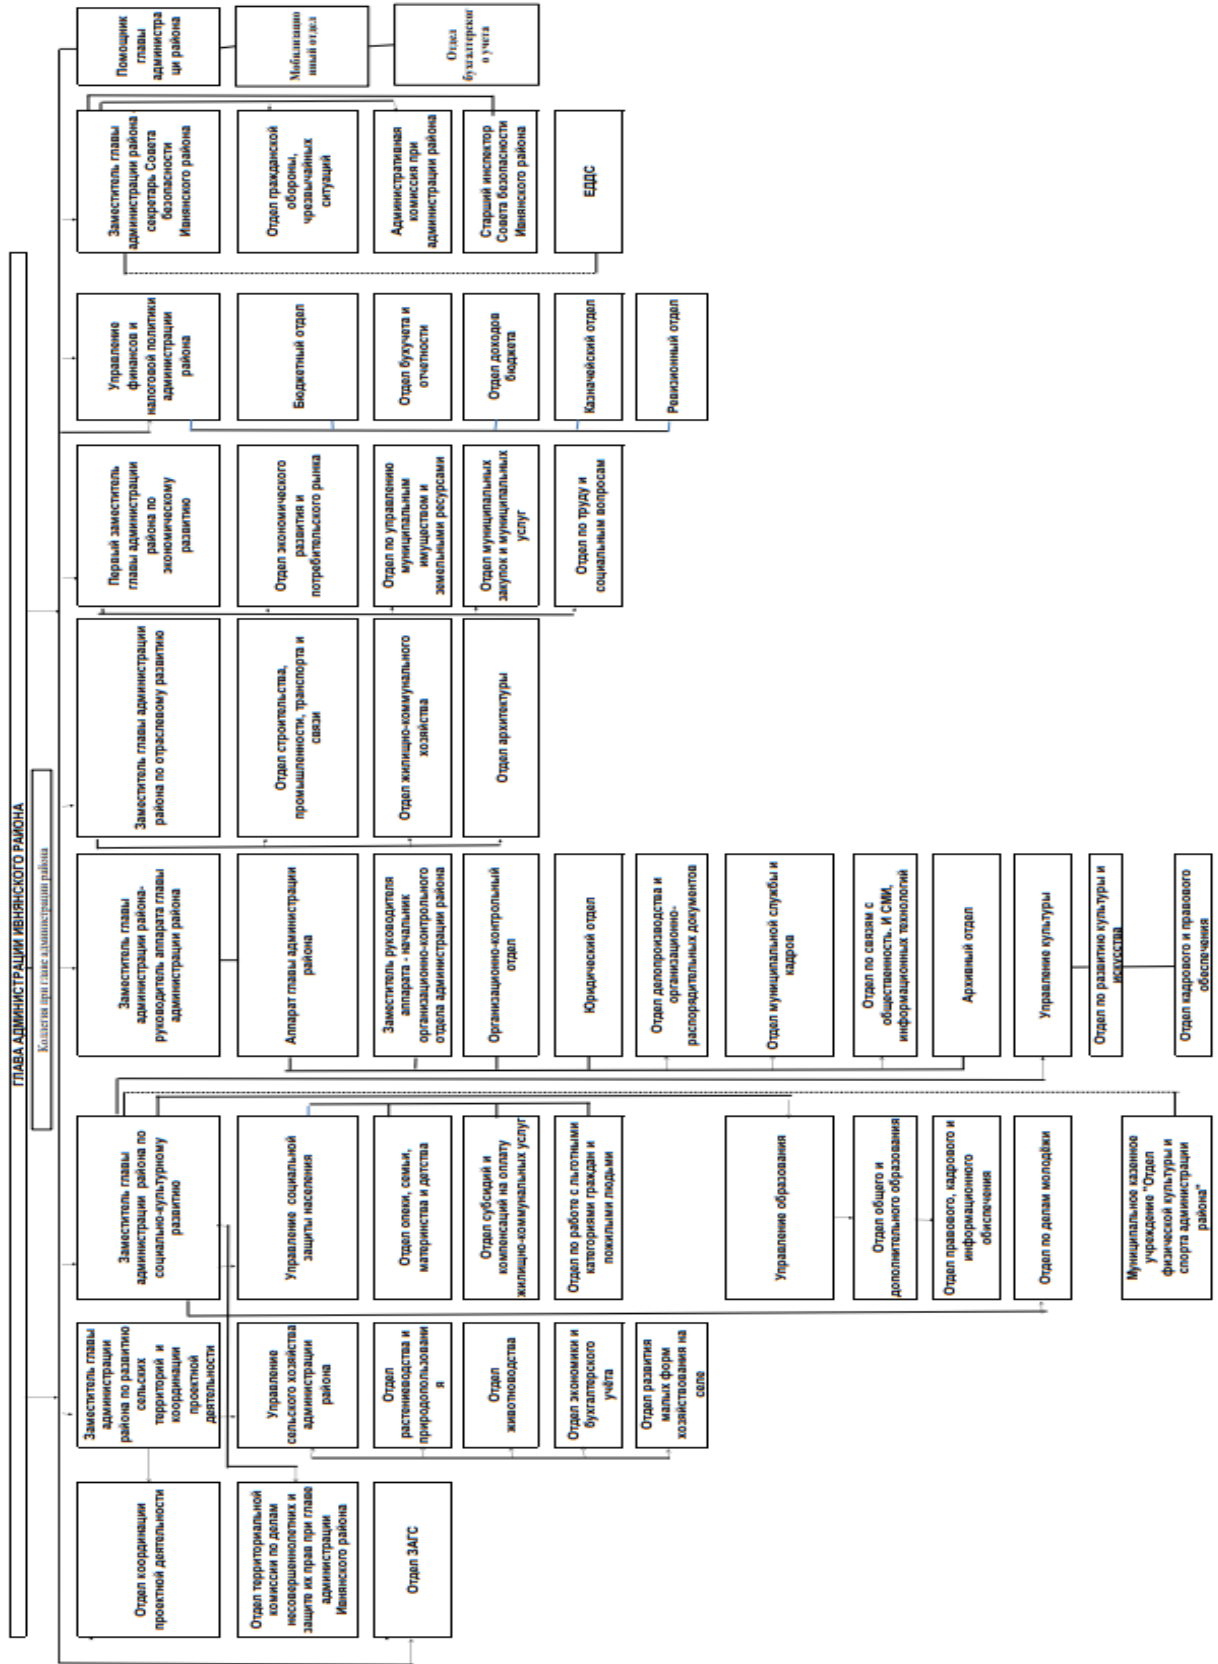 ГЛАВА АДМИНИСТРАЦИИ ИВНЯНСКОГО РАЙОНА
Коллегия при главе администрации района
Отдел координации
проектной деятельности
Отдел территориальной
комиссии по делам
несовершеннолетних и
защите их прав при главе
администрации
Ивнянского района
Отдел ЗАГС
Заместитель главы
администрации
района по развитию
сельских
территорий и
координации
проектной
деятельности
Управление
сельского хозяйства
администрации
района
Отдел
растениеводства и
природопользовани
я
Отдел
животноводства
Отдел экономики и
бухгалтерского
учёта
Отдел развития
малых форм
хозяйствования на
селе
Заместитель главы
администрации района по
социально-культурному
развитию
Управление социальной
защиты населения
Отдел опеки, семьи,
материнства и детства
Отдел субсидий и
компенсаций на оплату
жилищно-коммунальных услуг
Отдел по работе с льготными
категориями граждан и
пожилыми людьми
Управление образования
Отдел общего и
дополнительного образования
Отдел правового, кадрового и
информационного
обиспечения
Отдел по делам молодёжи
Муниципальное казенное
учреждение "Отдел
физической культуры и
спорта администрации
района"
Заместитель главы
администрации района-
руководитель аппарата главы
администрации района
Аппарат главы администрации
района
Заместитель руководителя
аппарата - начальник
организационно-контрольного
отдела администрации района
Организационно-контрольный
отдел
Юридический отдел
Отдел делопроизводства и
организационно-
распорядительных документов
Отдел муниципальной службы и
кадров
Отдел по связям с
общественность. И СМИ,
информационных технологий
Архивный отдел
Управление культуры
Отдел по развитию культуры и
искусства
Отдел кадрового и правового
обеспечения
Заместитель главы администрации
района по отраслевому развитию
Отдел строительства,
промышленности, транспорта и
связи
Отдел жилищно-коммунального
хозяйства
Отдел архитектуры
Первый заместитель
главы администрации
района по
экономическому
развитию
Отдел экономического
развития и
потребительского рынка
Отдел по управлению
муниципальным
имуществом и
земельными ресурсами
Отдел муниципальных
закупок и муниципальных
услуг
Отдел по труду и
социальным вопросам
Управление
финансов и
налоговой политики
администрации
района
Бюджетный отдел
Отдел бухучета и
отчетности
Отдел доходов
бюджета
Казначейский отдел
Ревизионный отдел
Заместитель главы
администрации района
секретарь Совета
безопасности
Ивнянского района
Отдел гражданской
обороны,
чрезвычайных
ситуаций
Административная
комиссия при
администрации района
Старший инспектор
Совета безопасности
Ивнянского района
ЕДДС
Помощник
главы
администра
ци района
Мобилизацио
нный отдел
Отдел
бухгалтерског
о учета